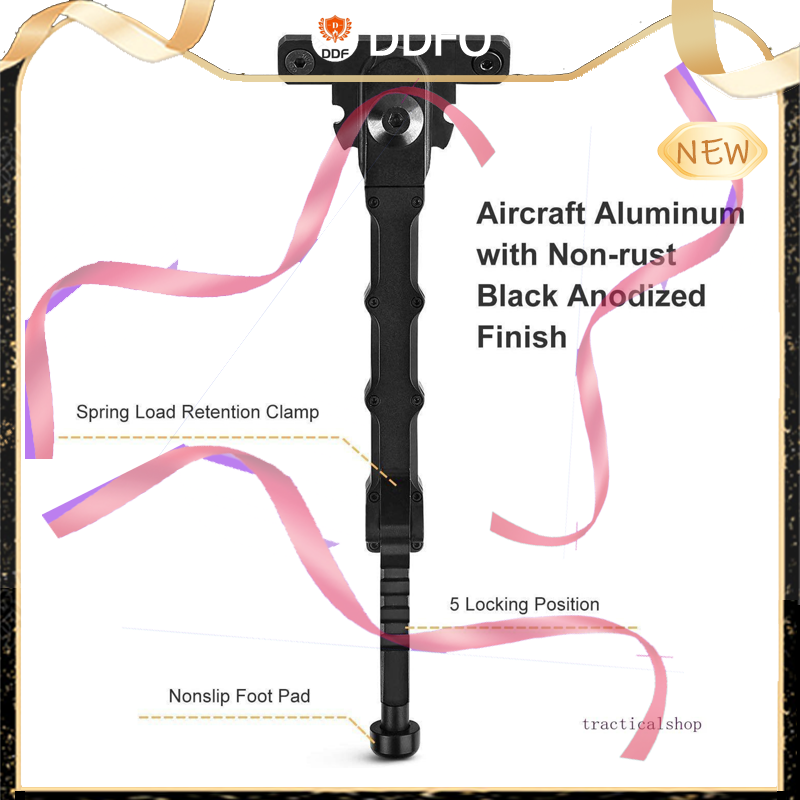 DDF
DDFO
NEW
Aircraft Aluminum
with Non-rust
Black Anodized
Finish
Spring Load Retention Clamp
5 Locking Position
Nonslip Foot Pad
tracticalshop